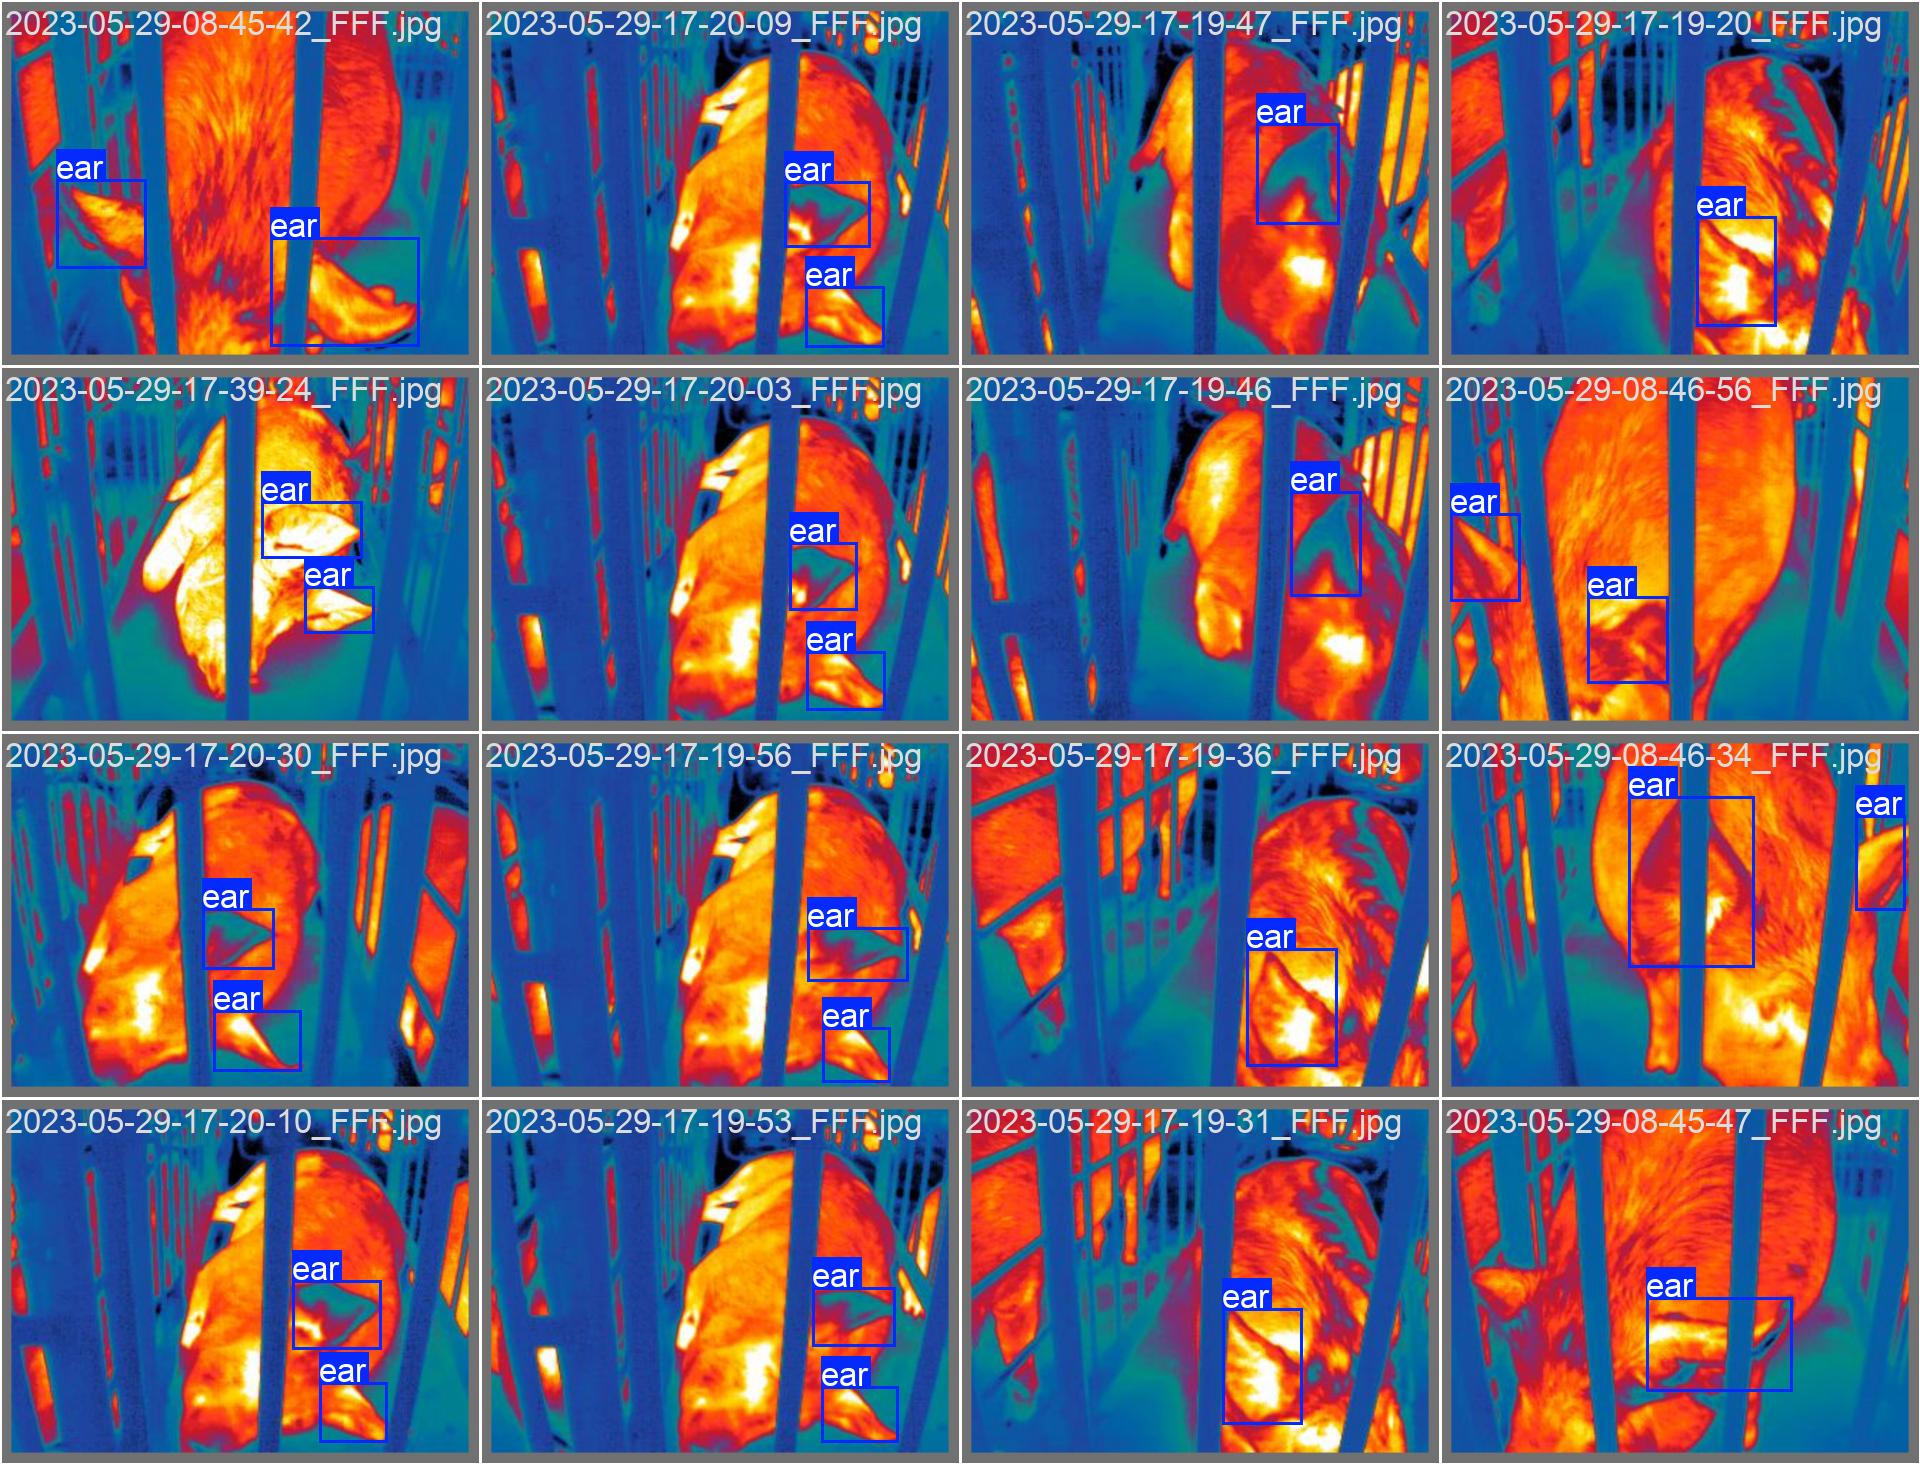 2023-05-29-08-45-42_FFF.jpg
ear
ear
2023-05-29-17-20-09_FFF.jpg
ear
ear
2023-05-29-17-19-47_FFF.jpg
ear
2023-05-29-17-19-20_FFF.jpg
ear
2023-05-29-17-39-24_FFF.jpg
ear
ear
2023-05-29-17-20-03_FFF.jpg
ear
ear
2023-05-29-17-19-46_FFF.jpg
ear
2023-05-29-08-46-56_FFF.jpg
ear
ear
2023-05-29-17-20-30_FFF.jpg
ear
ear
2023-05-29-17-19-56_FFF.jpg
ear
ear
2023-05-29-17-19-36_FFF.jpg
ear
2023-05-29-08-46-34_FFF.jpg
ear
ear
2023-05-29-17-20-10_FFF.jpg
ear
ear
2023-05-29-17-19-53_FFF.jpg
ear
ear
2023-05-29-17-19-31_FFF.jpg
ear
2023-05-29-08-45-47_FFF.jpg
ear